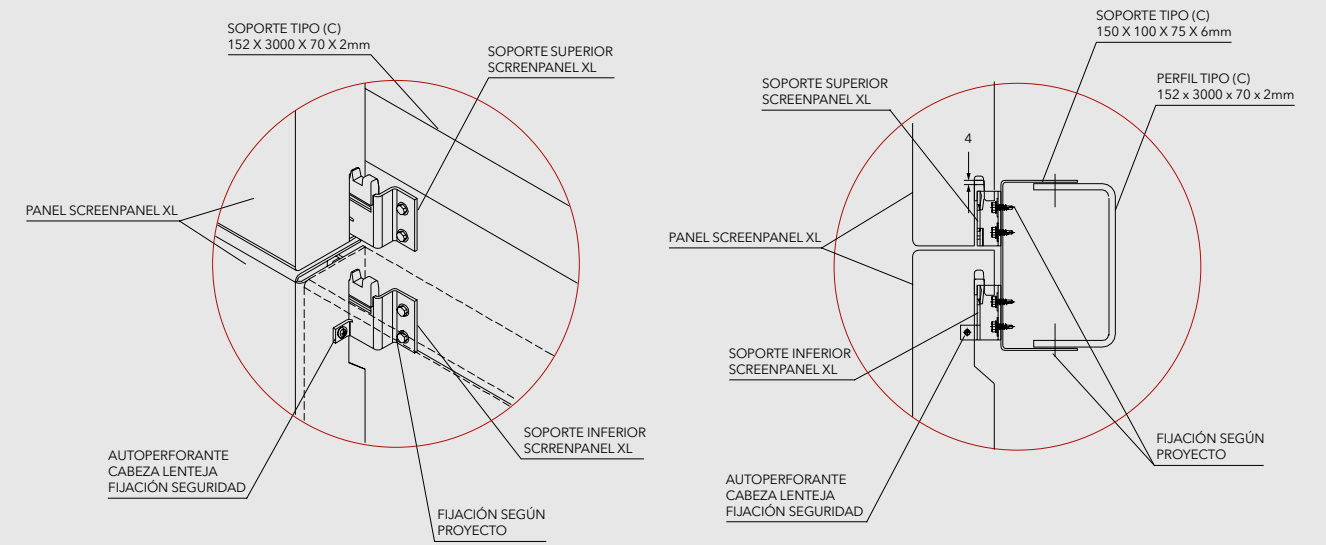 SOPORTE TIPO (C)
152 X 3000 X 70 X 2mm
SOPORTE SUPERIOR
SCRRENPANEL XL
PANEL SCREENPANEL XL
AUTOPERFORANTE
CABEZA LENTEJA
FIJACIÓN SEGURIDAD
FIJACIÓN SEGÚN
PROYECTO
SOPORTE INFERIOR
SCRRENPANEL XL
SOPORTE TIPO (C)
150 X 100 X 75 X 6mm
SOPORTE SUPERIOR
SCREENPANEL XL
PERFIL TIPO (C)
152 x 3000 x 70 x 2mm
4
PANEL SCREENPANEL XL
SOPORTE INFERIOR
SCREENPANEL XL
AUTOPERFORANTE
CABEZA LENTEJA
FIJACIÓN SEGURIDAD
FIJACIÓN SEGÚN
PROYECTO